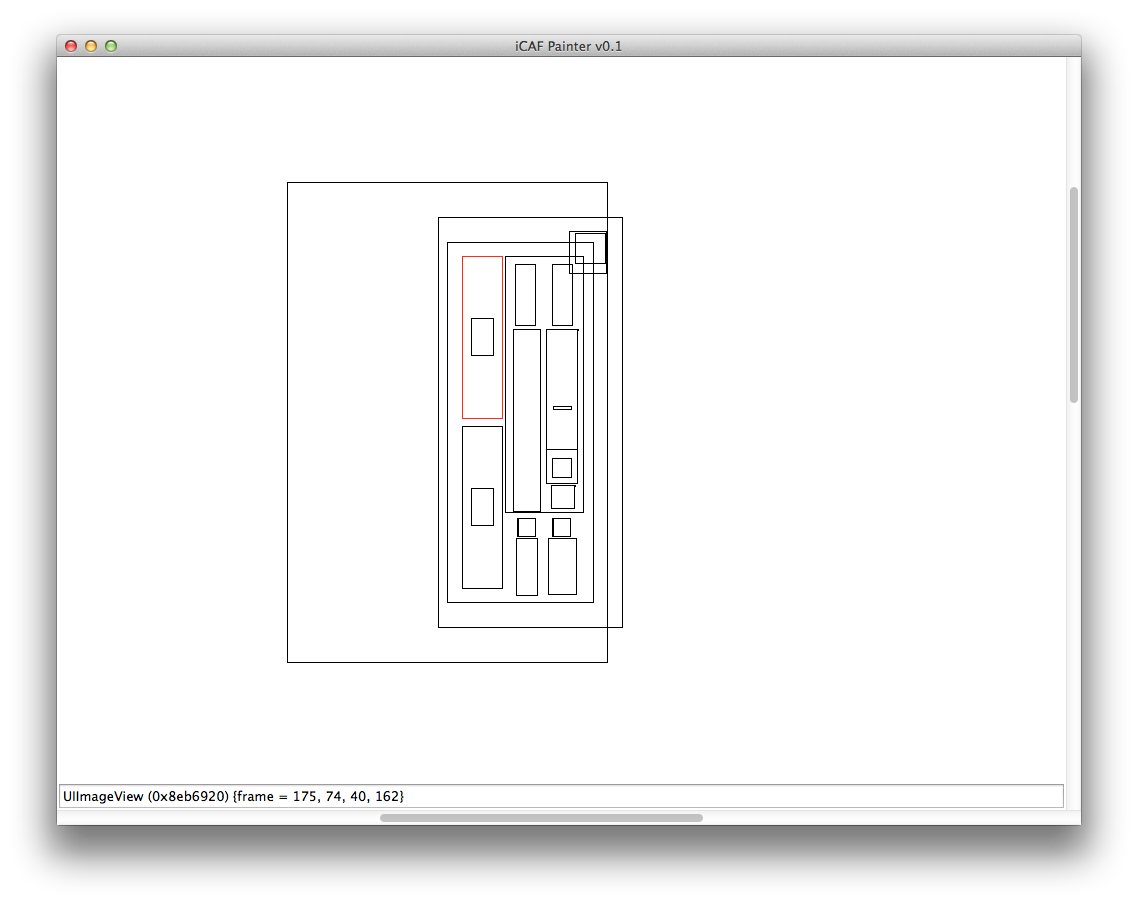 iCAF Painter v0.1
UIImageView (0x8eb6920) {frame = 175, 74, 40, 162}